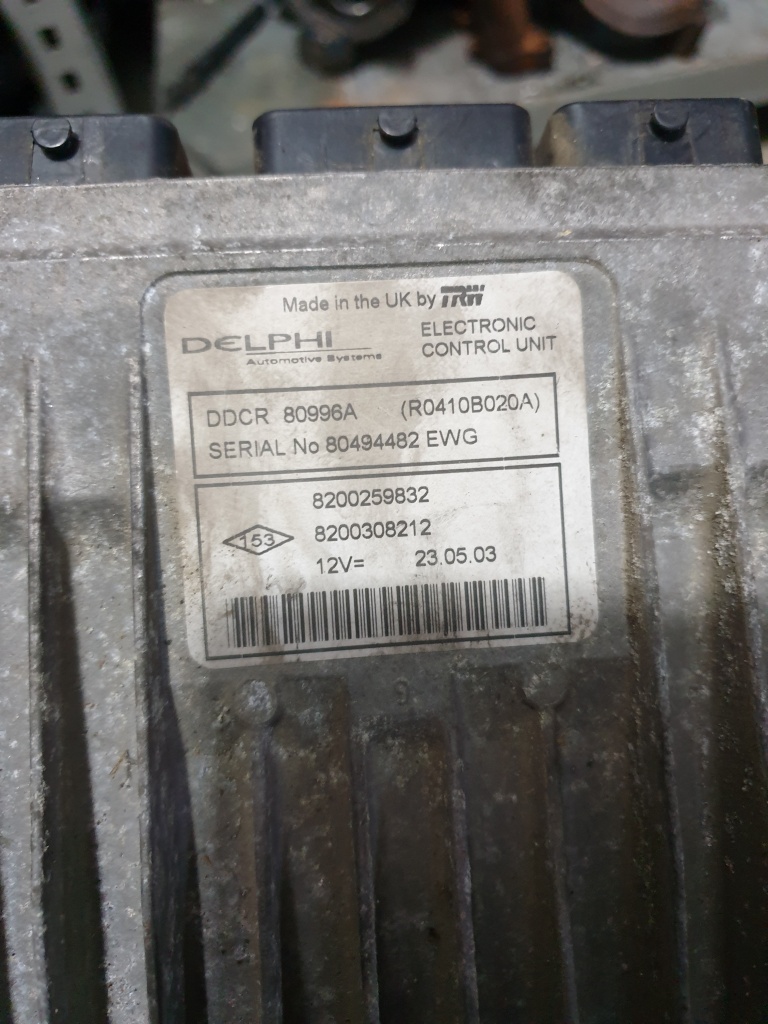 Made in the UK by TRW
DELPHI
Automotive Systems
ELECTRONIC
CONTROL UNIT
DDCR 80996A (R0410B020A)
SERIAL No 80494482 EWG
8200259832
153
8200308212
12V= 23.05.03
9